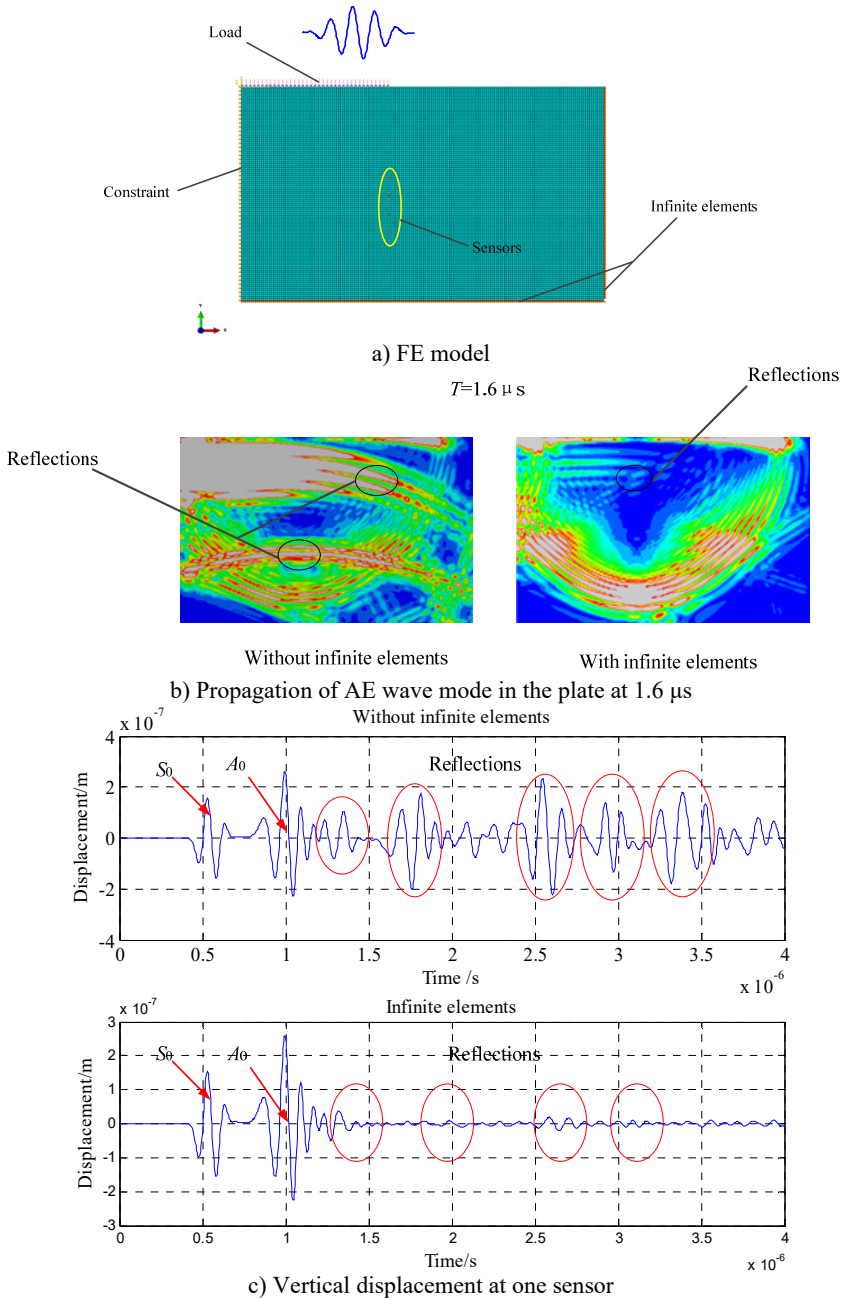 Load
Constraint
Infinite elements
Sensors
Y
X
a) FE model
T=1.6 μs
Reflections
Reflections
Without infinite elements
With infinite elements
b) Propagation of AE wave mode in the plate at 1.6 μs
x 10-7
Without infinite elements
4
2
0
-2
-4
Displacement/m
S0
A0
Reflections
0 0.5 1 1.5 2 2.5 3 3.5 4
Time /s
x 10-6
x 10-7
Infinite elements
3
2
1
0
-1
-2
-3
Displacement/m
S0
A0
Reflections
0 0.5 1 1.5 2 2.5 3 3.5 4
Time/s
x 10-6
c) Vertical displacement at one sensor